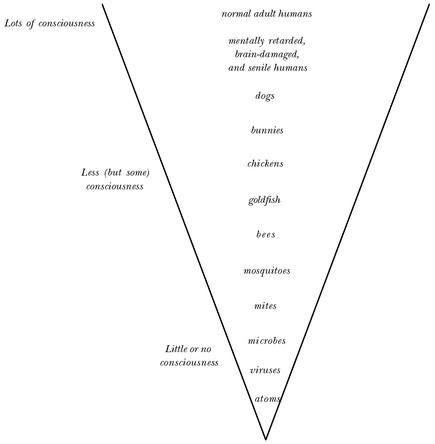 normal adult humans
Lots of consciousness
mentally retarded,
brain-damaged,
and senile humans
dogs
bunnies
chickens
Less (but some)
consciousness
goldfish
bees
mosquitoes
mites
microbes
Little or no
consciousness
viruses
atoms